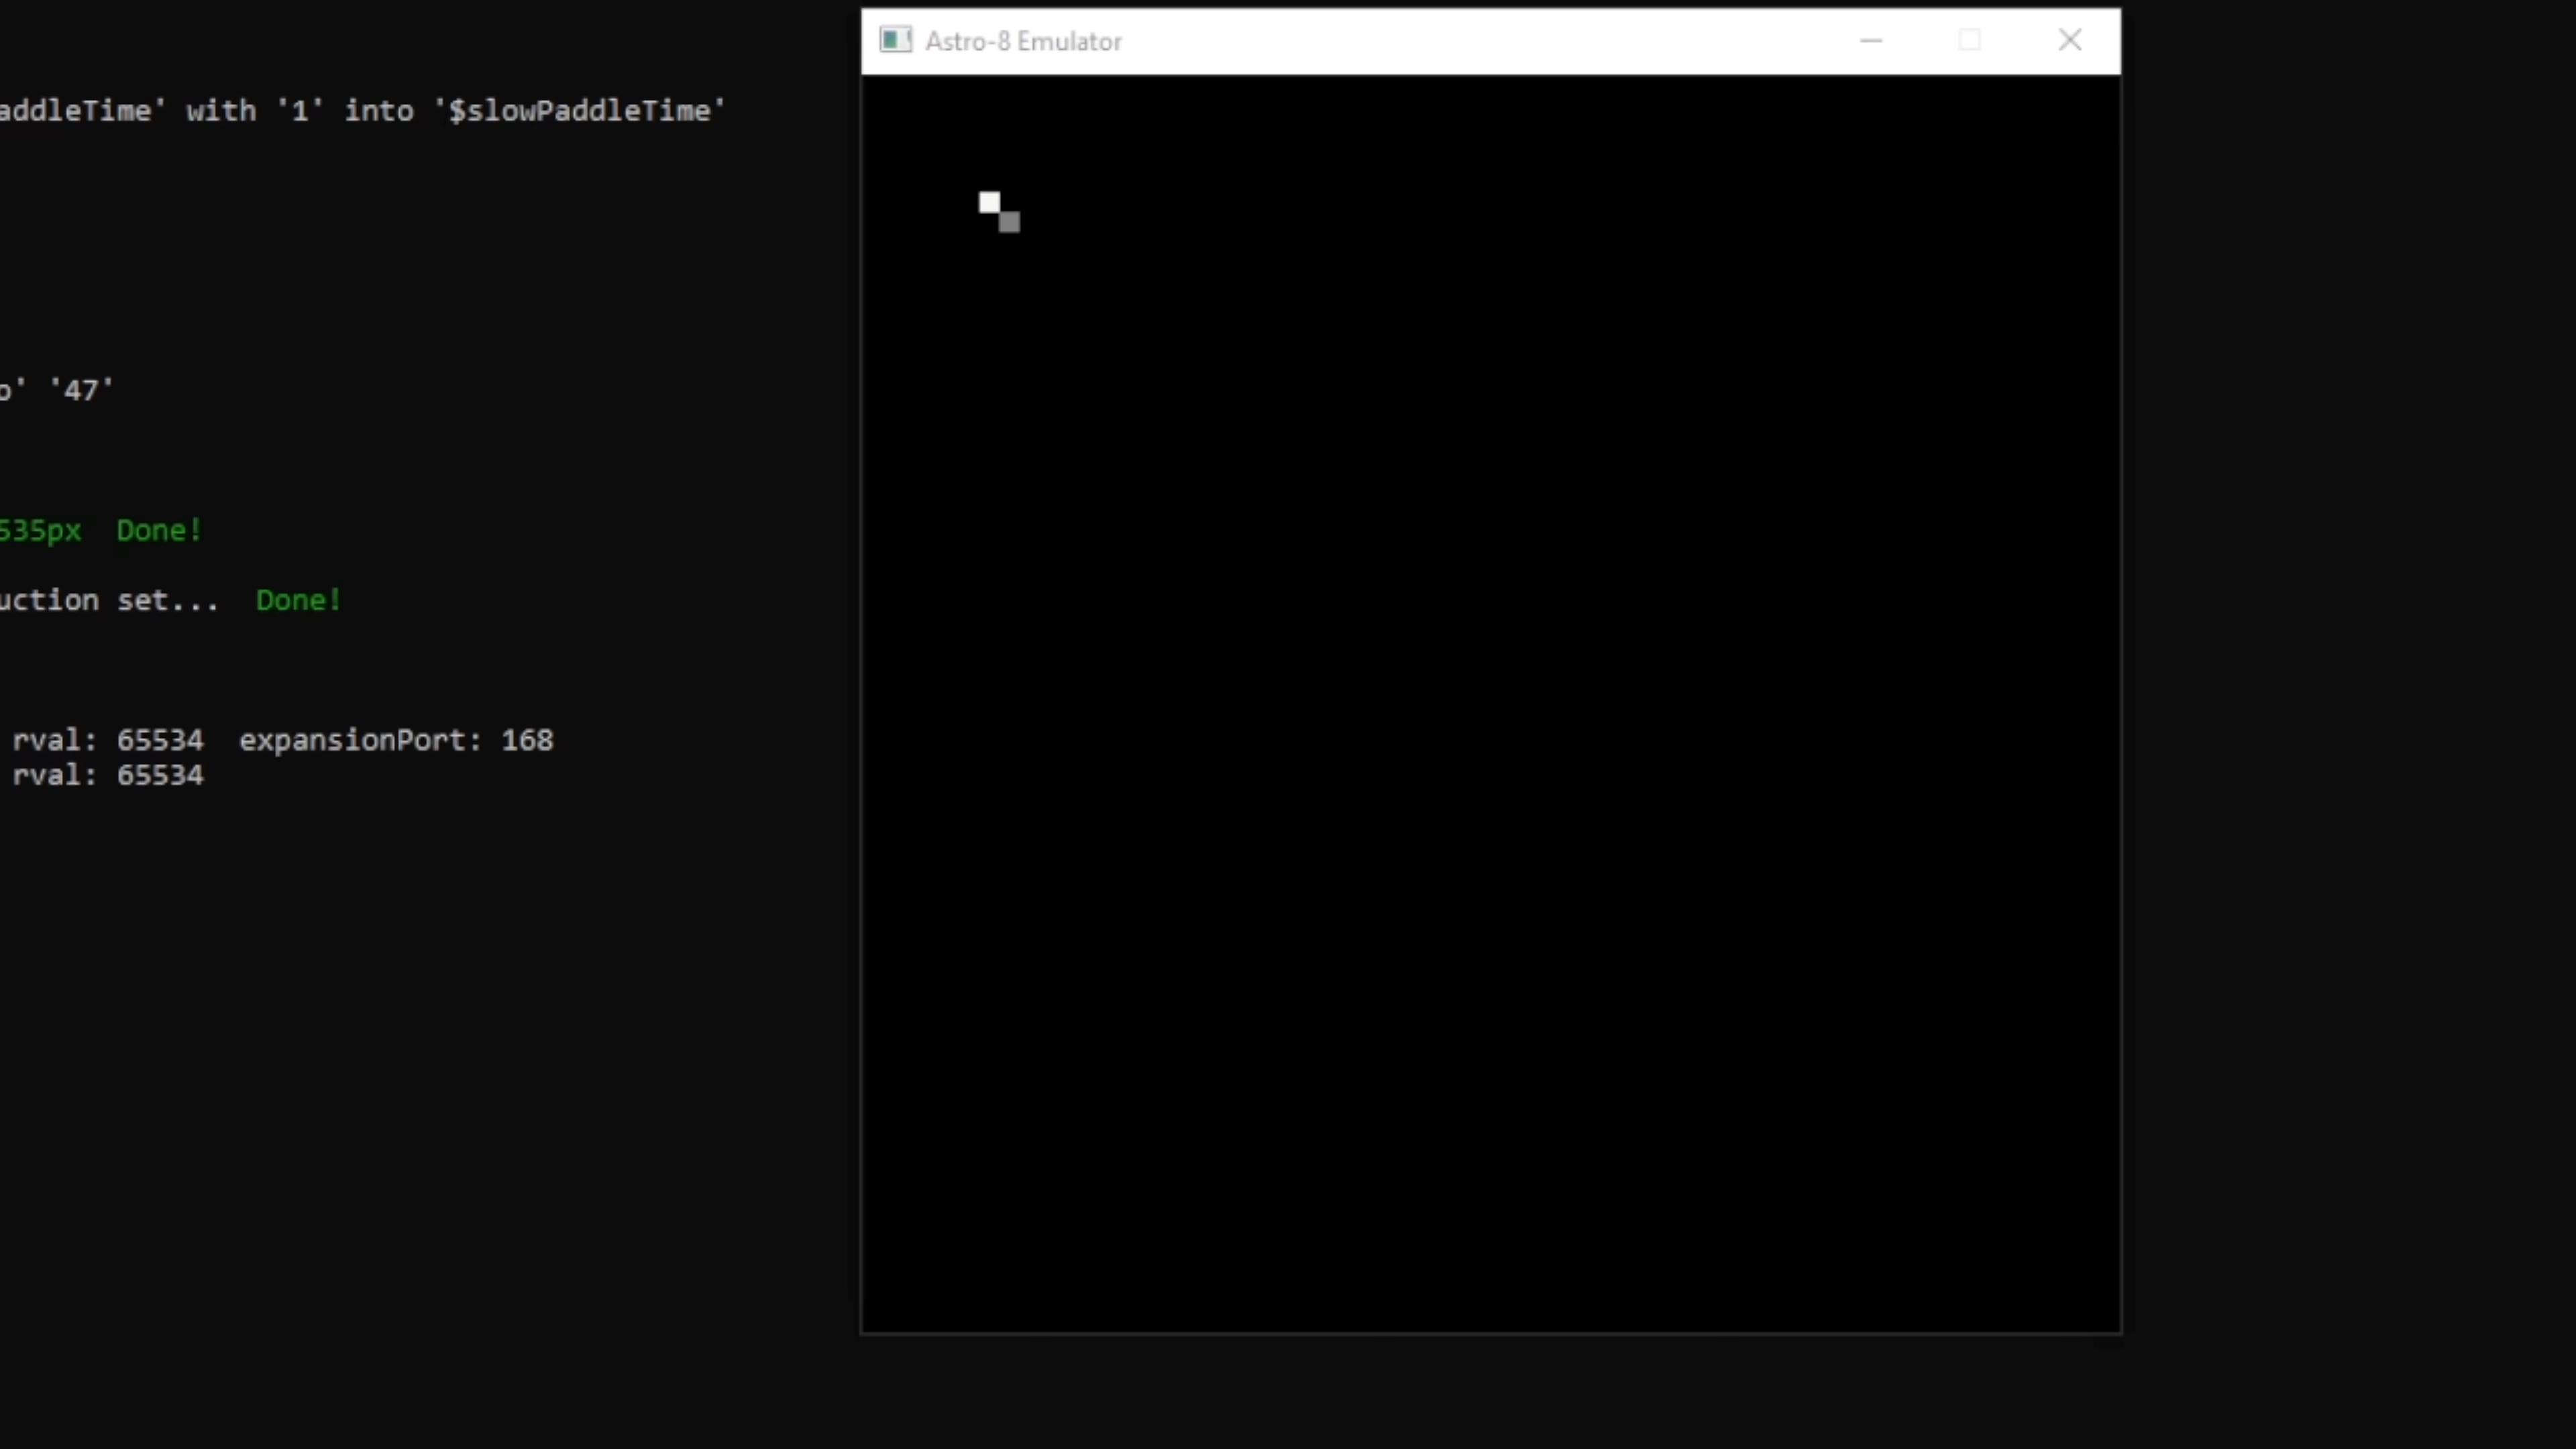 Astro-8 Emulator
addleTime' with '1' into '$slowPaddleTime'
o' '47'
535px  Done!
uction set...  Done!
rval: 65534  expansionPort: 168
rval: 65534